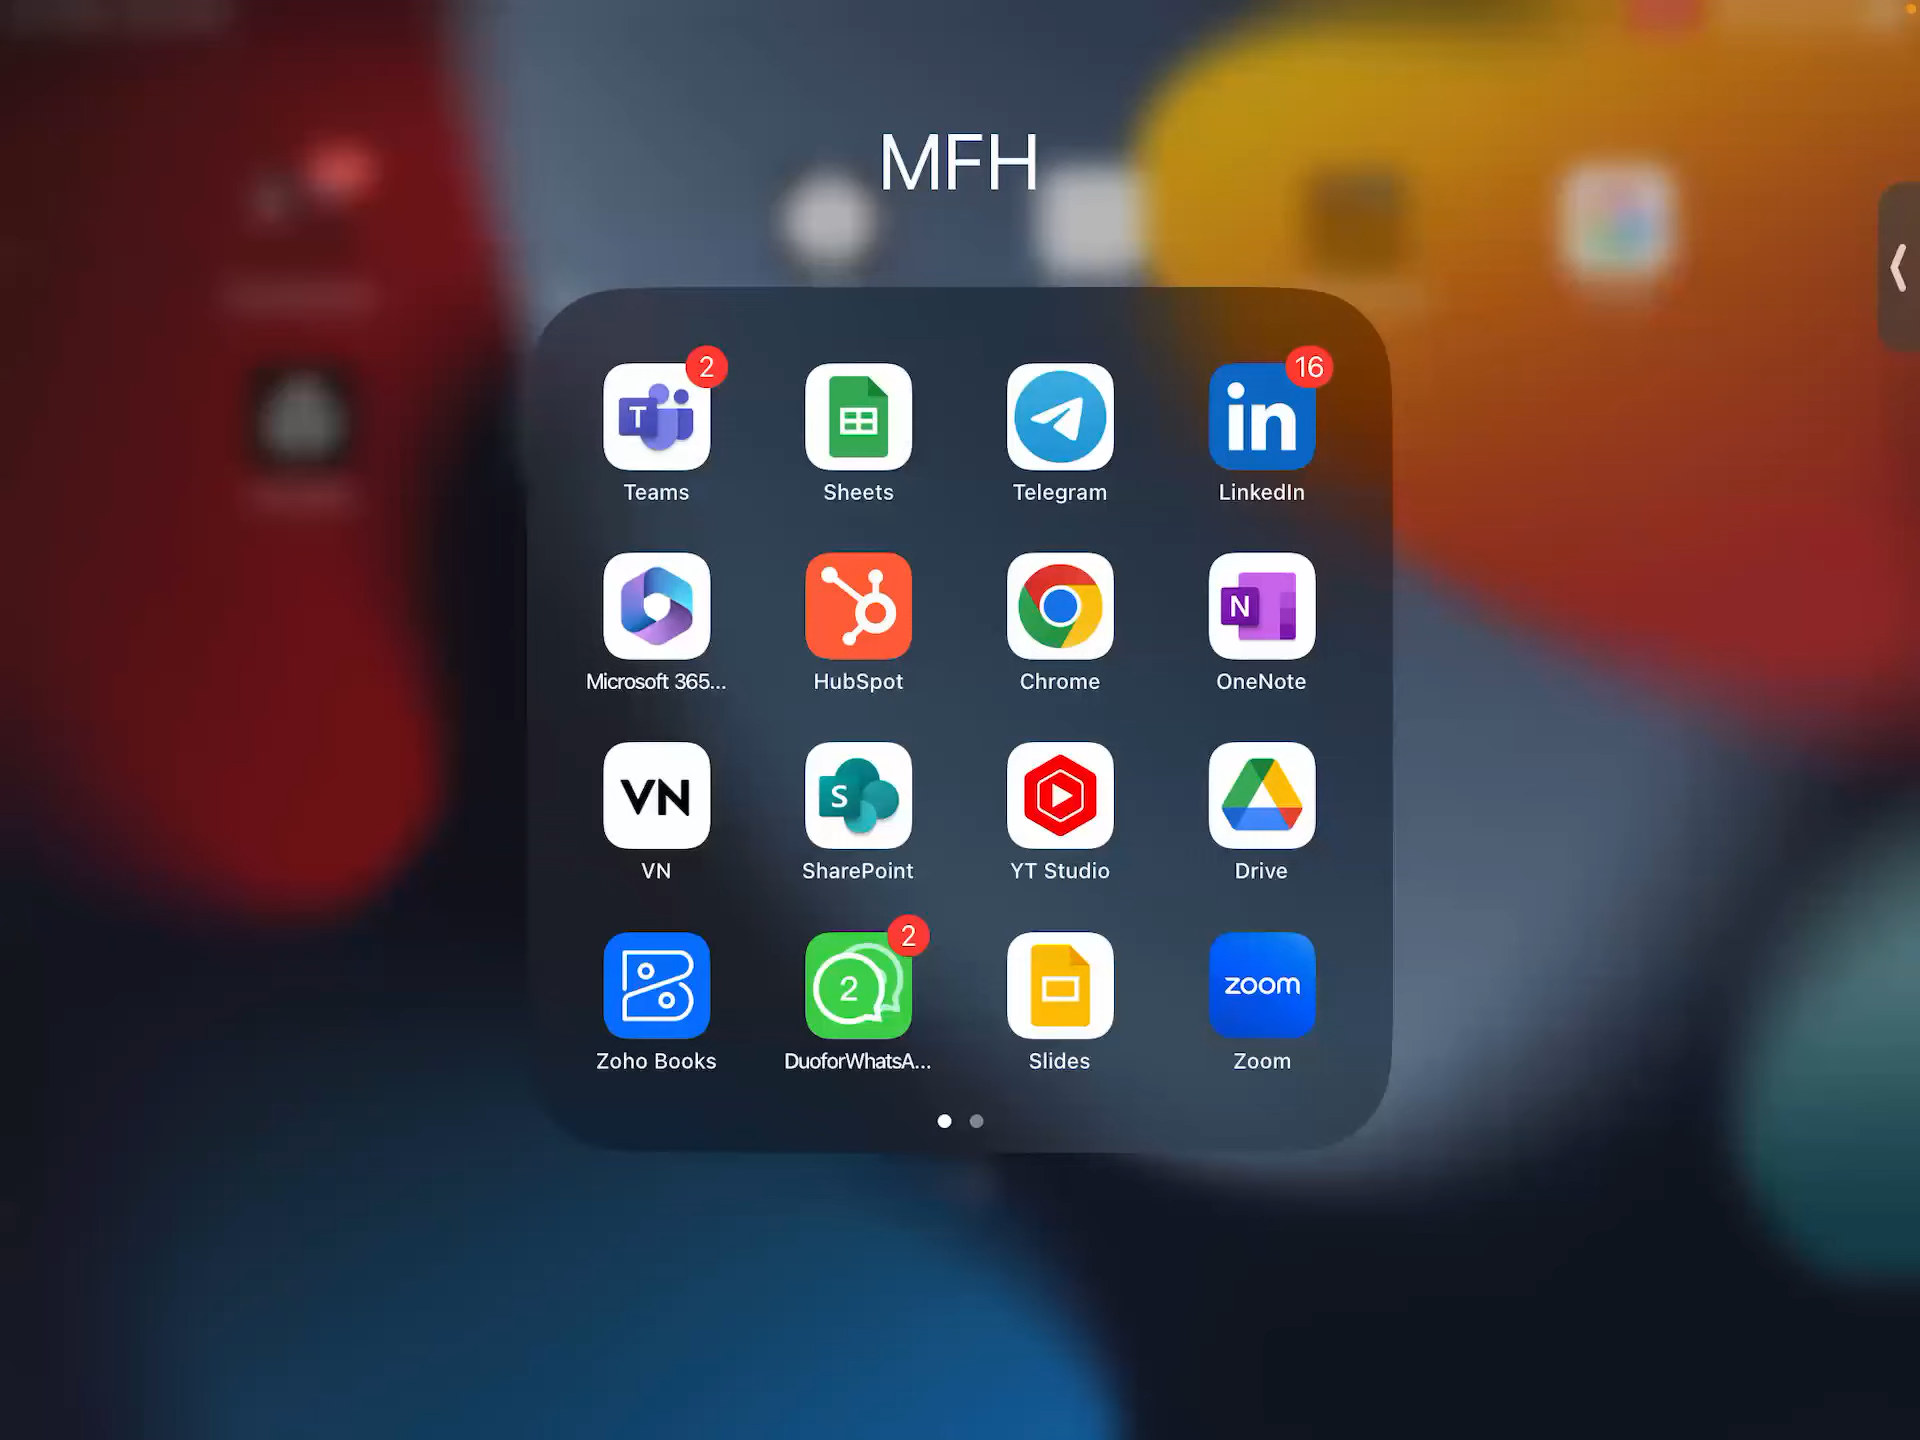 MFH
2
16
T
in
Teams
Sheets
Telegram
LinkedIn
N
Microsoft 365...
HubSpot
Chrome
OneNote
VN
S
VN
SharePoint
YT Studio
Drive
2
2
zoom
Zoho Books
DuoforWhatsA...
Slides
Zoom